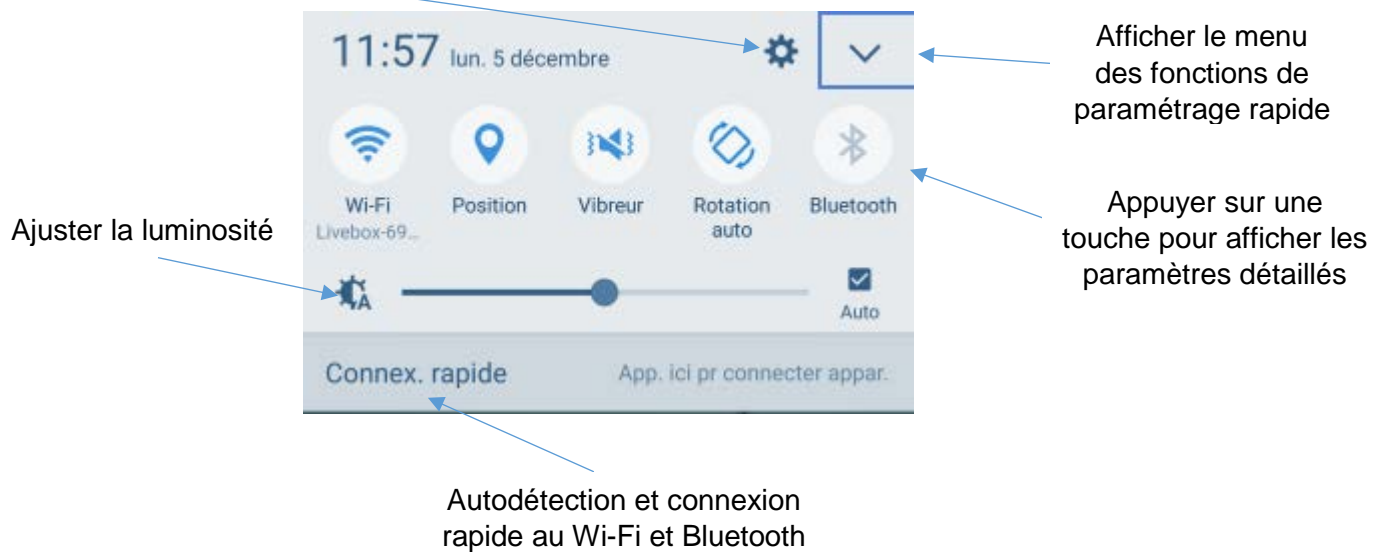 Afficher le menu
des fonctions de
paramétrage rapide
11:57 lun. 5 décembre
Wi-Fi
Livebox-69...
Position
Vibreur
Rotation
auto
Bluetooth
Appuyer sur une
touche pour afficher les
paramètres détaillés
Ajuster la luminosité
A
Auto
Connex. rapide
App. ici pr connecter appar.
Autodétection et connexion
rapide au Wi-Fi et Bluetooth